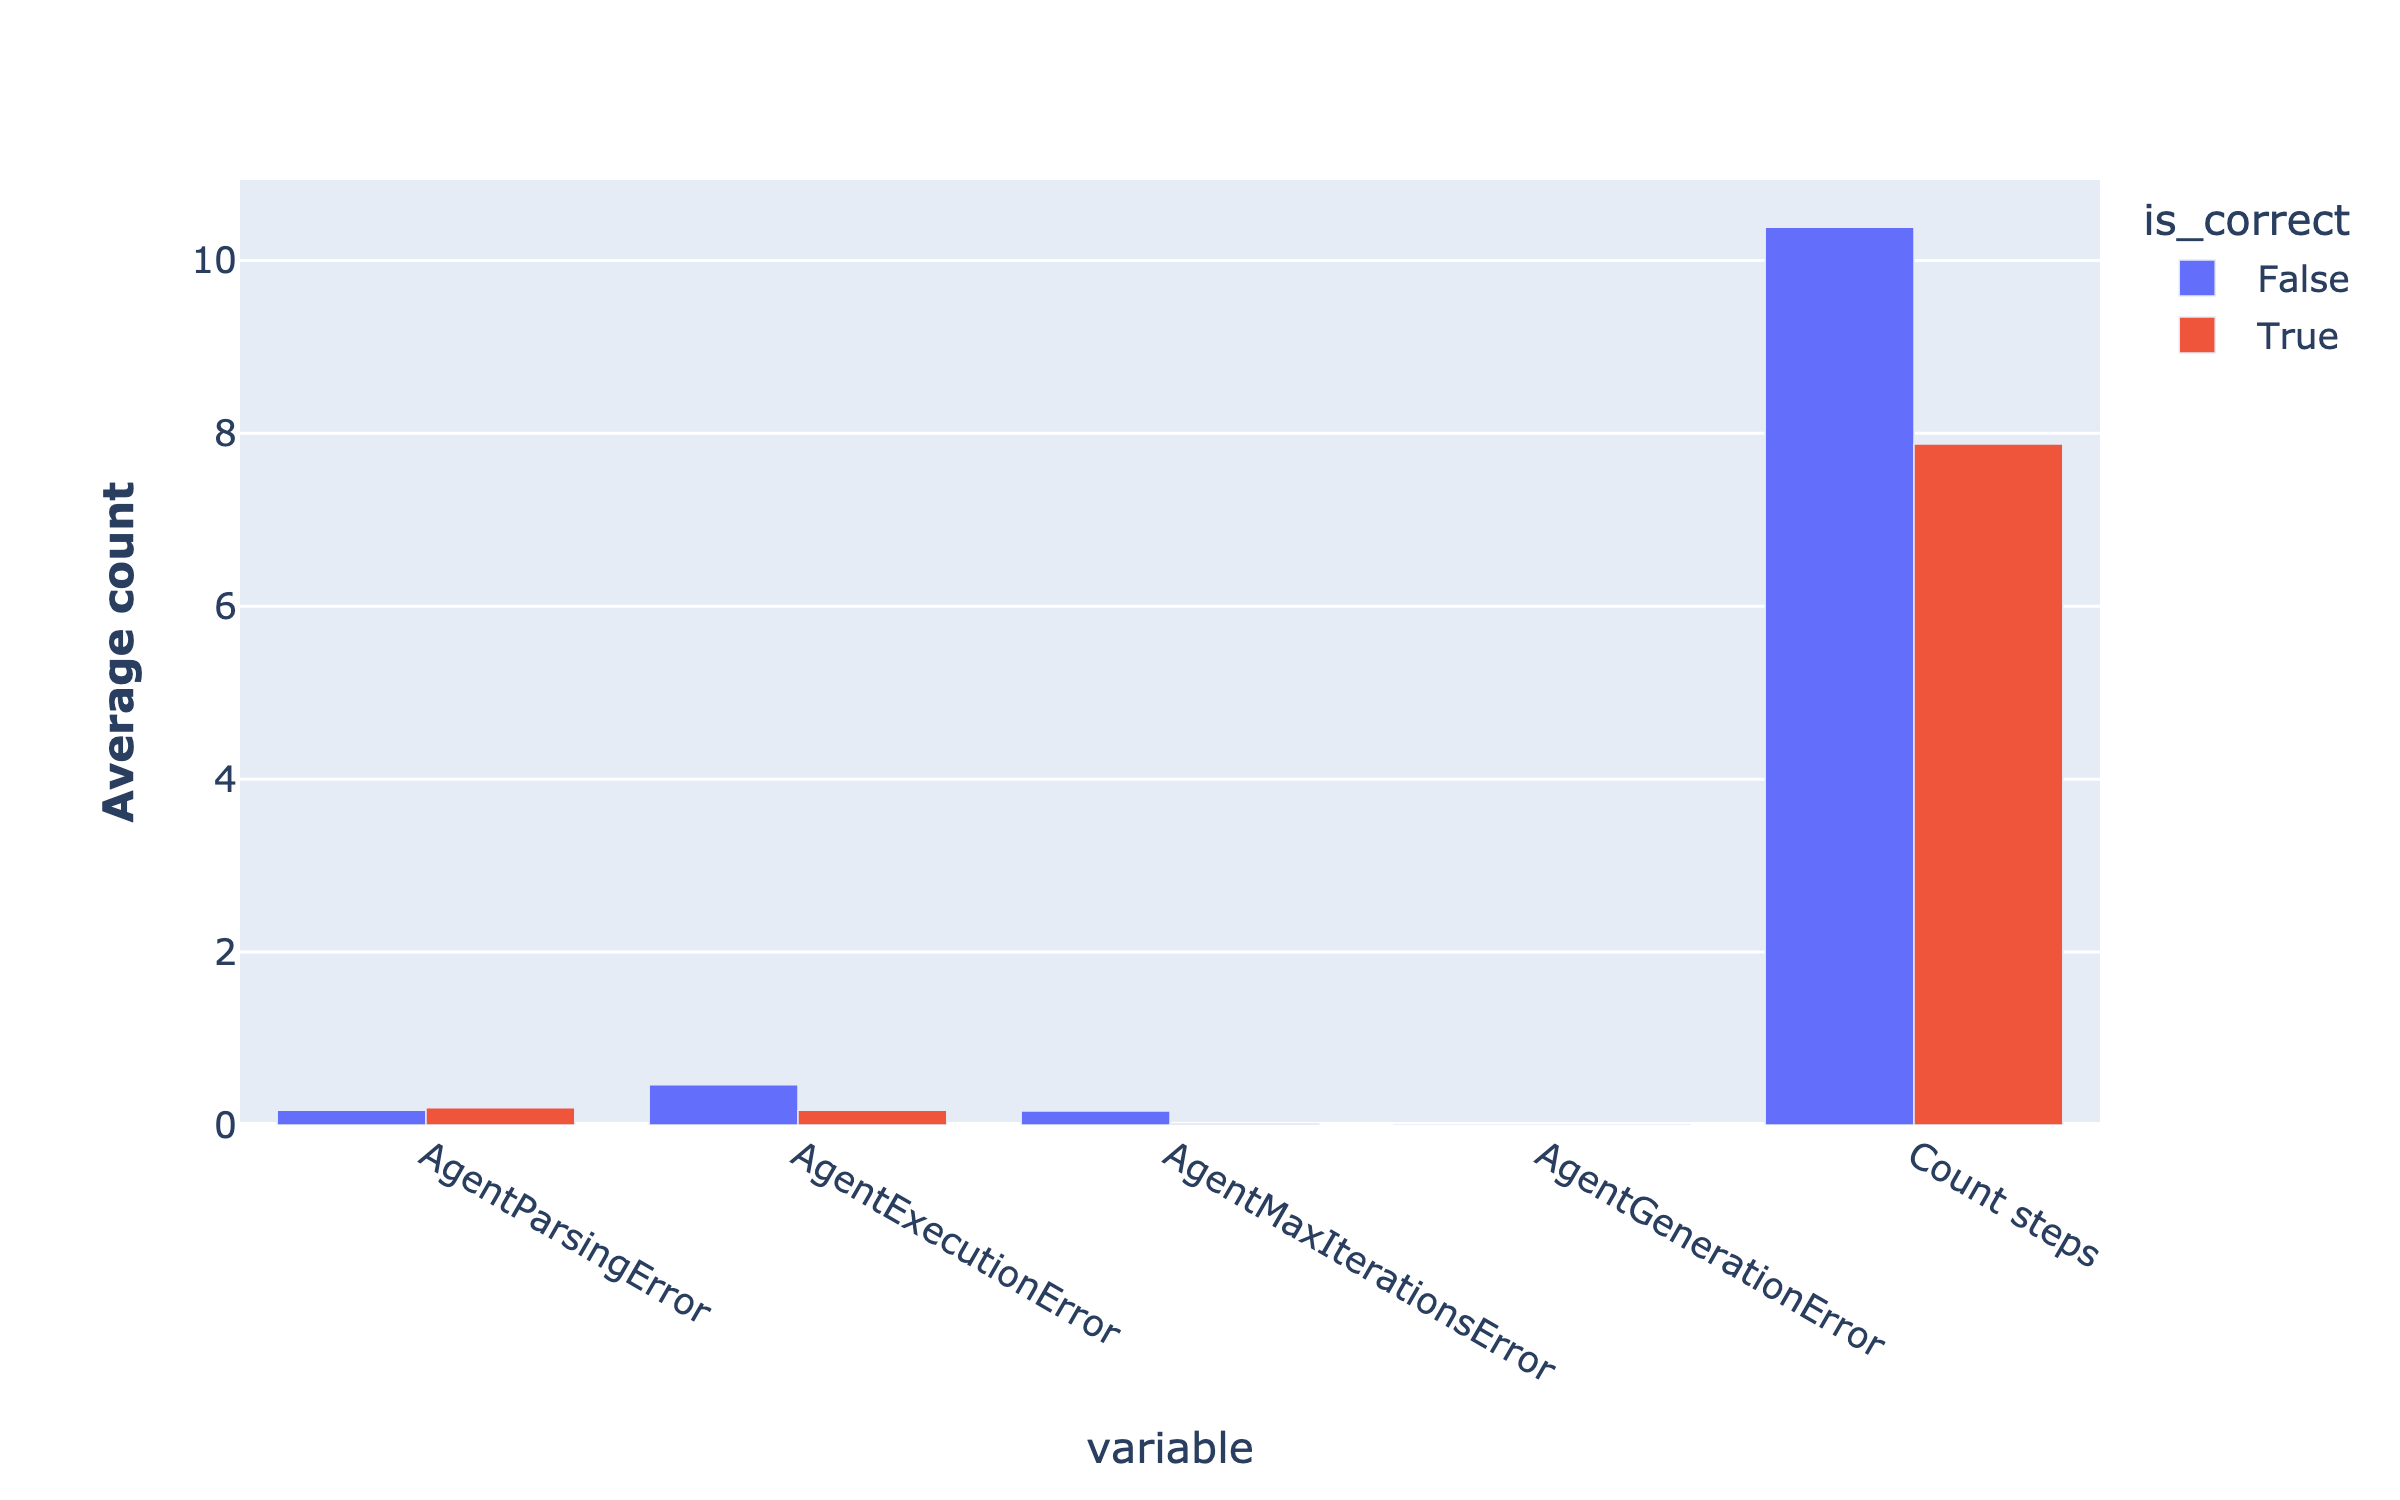 is_correct
False
True
Average count
10
8
6
4
2
0
AgentParsingError
AgentExecutionError
AgentMaxIterationsError
AgentGenerationError
Count steps
variable